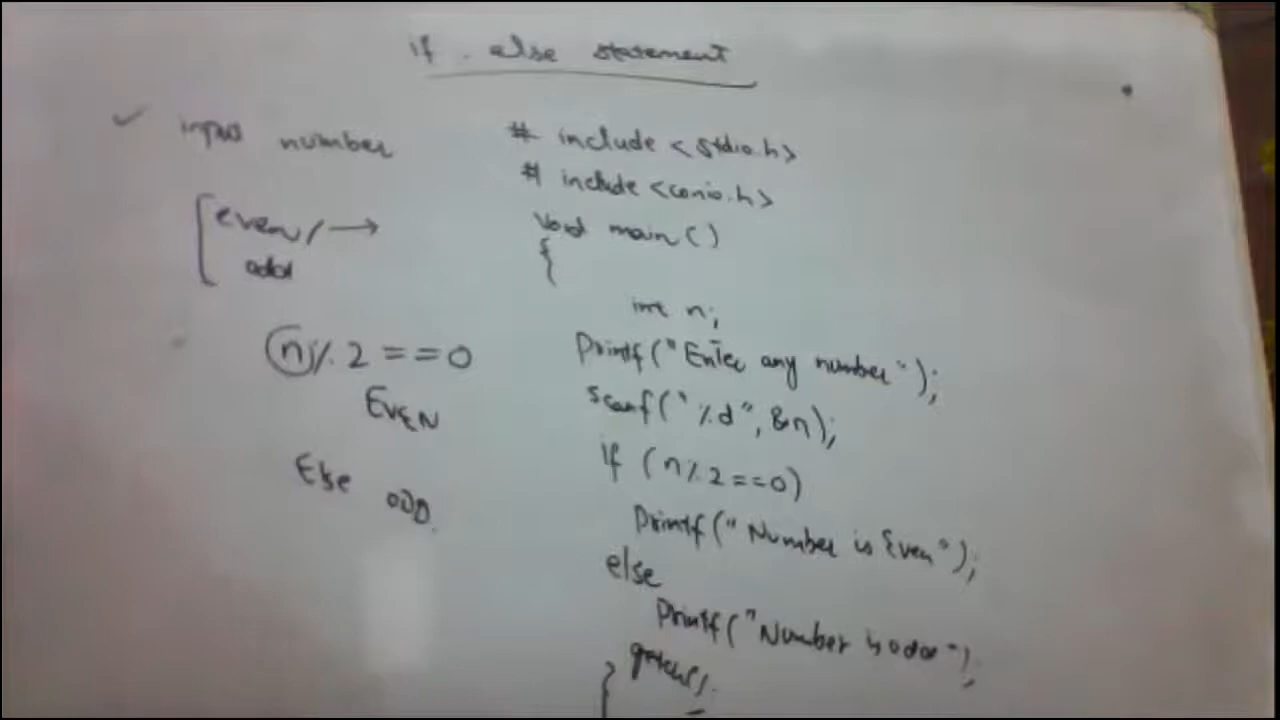 if else statement
input number
even/ →
odd
n % 2 == 0
EVEN
Else ODD.
# include <stdio.h>
# include <conio.h>
void main()
{
int n;
Printf("Enter any number");
scanf("%d", &n);
if (n%2==0)
Printf("Number is Even");
else
Printf("Number is odd");
getch();
}